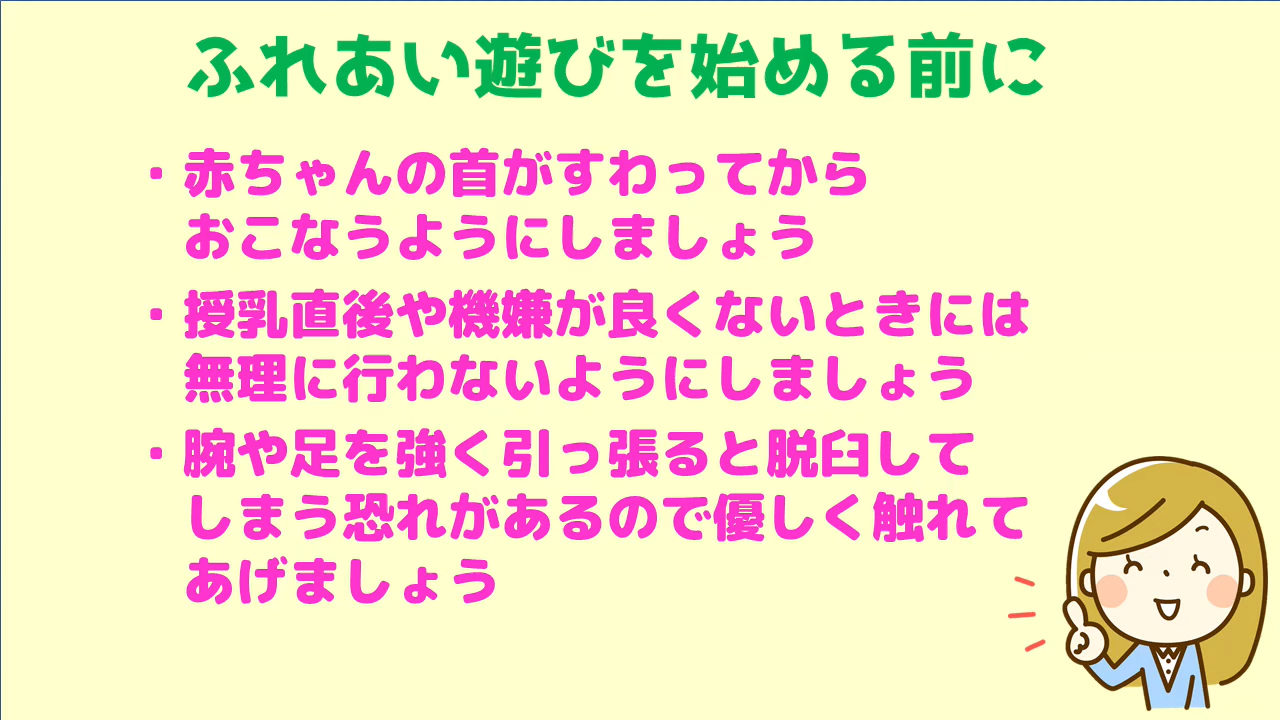 ふれあい遊びを始める前に
・赤ちゃんの首がすわってから
おこなうようにしましょう
・授乳直後や機嫌が良くないときには
無理に行わないようにしましょう
・腕や足を強く引っ張ると脱臼して
しまう恐れがあるので優しく触れて
あげましょう